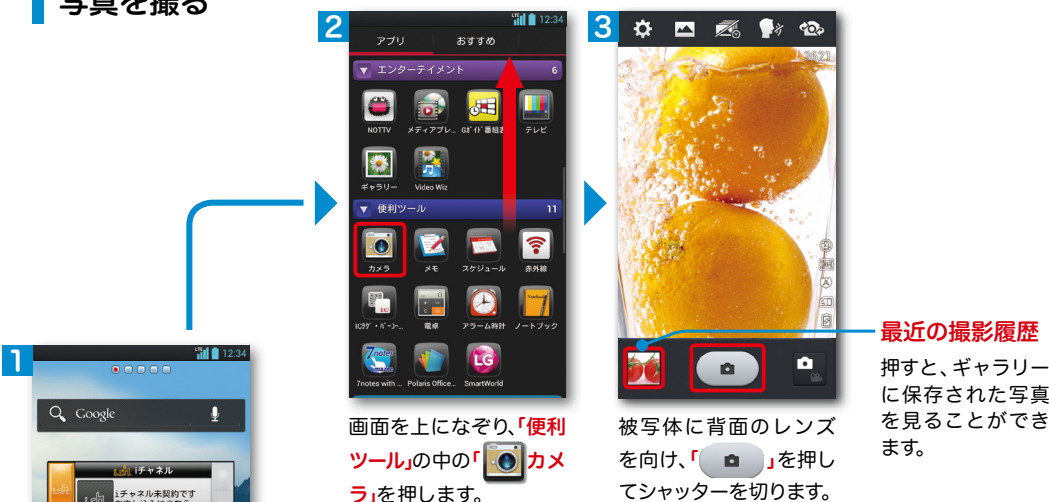 写真を撮る
1
12:34
Google
iチャネル
iチャネル未契約です
2
12:34
アプリ おすすめ
エンターテイメント 6
NOTTV メディアプレ... Gガイド番組表 テレビ
ギャラリー Video Wiz
便利ツール 11
カメラ メモ スケジュール 赤外線
ICタグ・バーコー... 電卓 アラーム時計 ノートブック
7notes with ... Polaris Office... SmartWorld
画面を上になぞり、「便利
ツール」の中の「カメ
ラ」を押します。
3
2621
被写体に背面のレンズ
を向け、「 」を押し
てシャッターを切ります。
最近の撮影履歴
押すと、ギャラリー
に保存された写真
を見ることができ
ます。